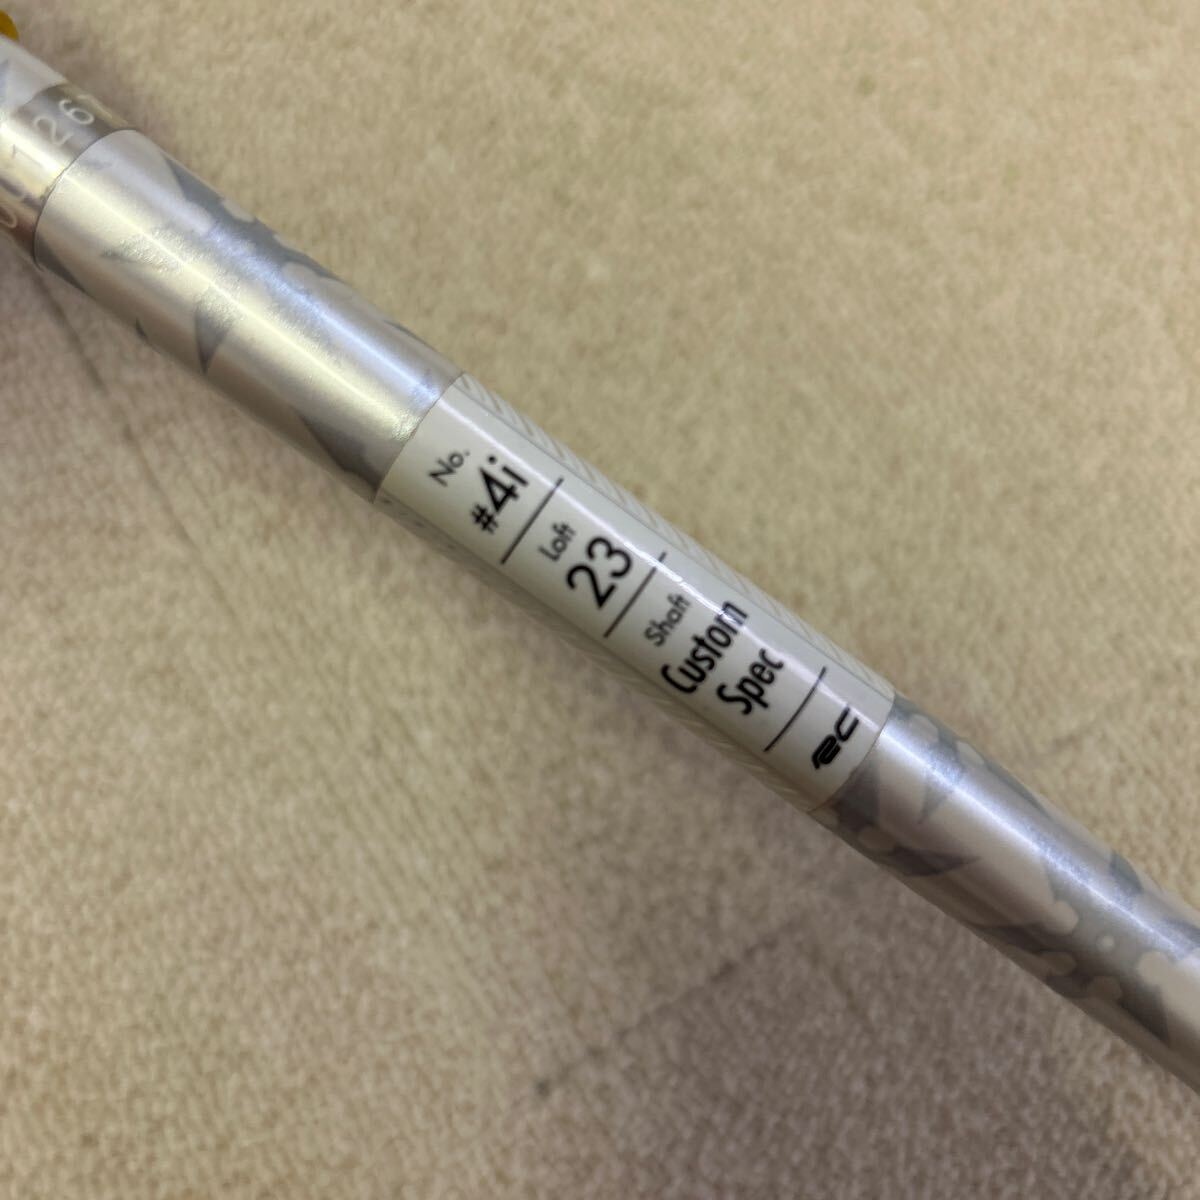 No.
#4i
Loft
23
Shaft
Custom
Spec
RC